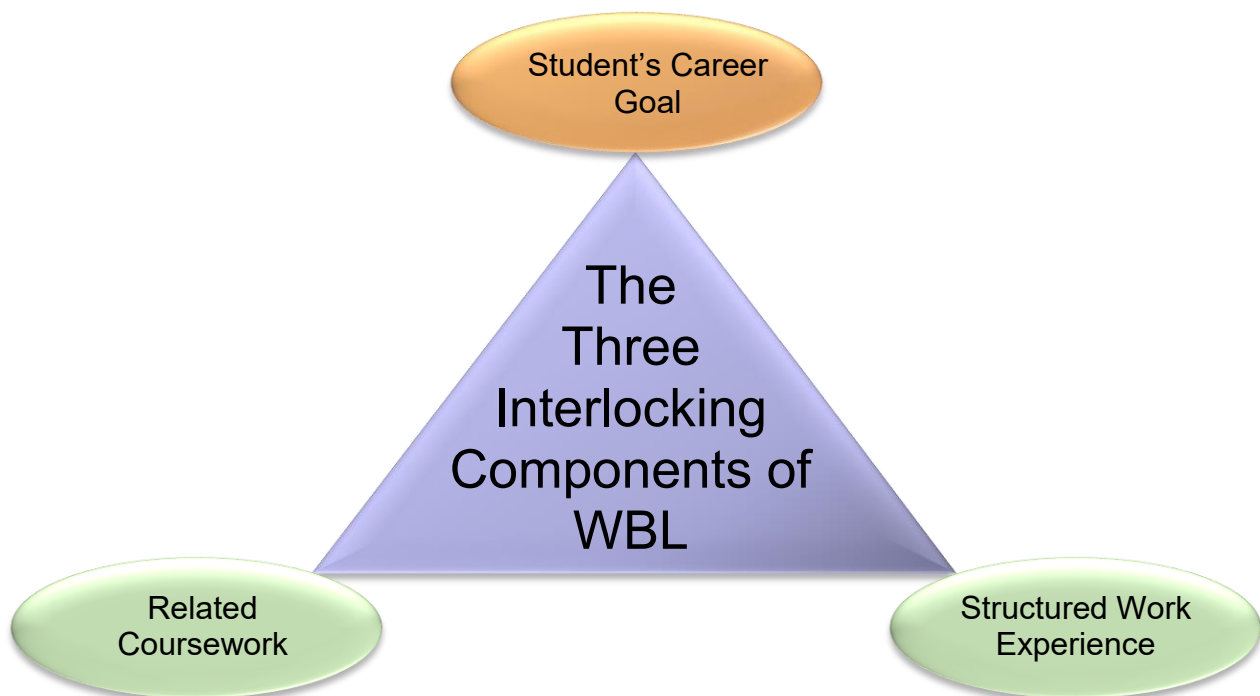 Student’s Career
Goal
The
Three
Interlocking
Components of
WBL
Related
Coursework
Structured Work
Experience